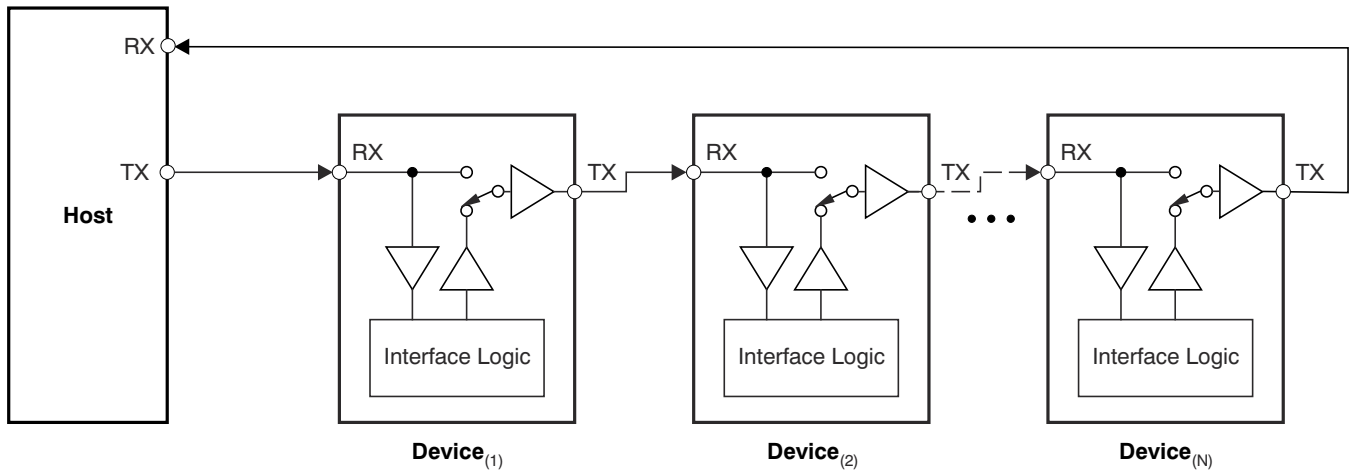 RX
TX
Host
RX
TX
Interface Logic
Device(1)
RX
TX
Interface Logic
Device(2)
RX
TX
Interface Logic
Device(N)